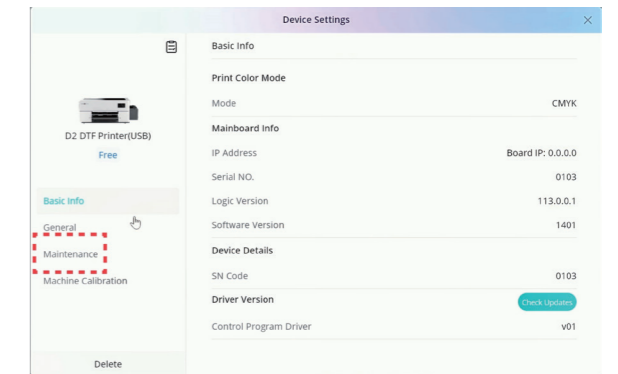 Device Settings
Basic Info
Print Color Mode
Mode CMYK
Mainboard Info
IP Address Board IP: 0.0.0.0
Serial NO. 0103
Logic Version 113.0.0.1
Software Version 1401
Device Details
SN Code 0103
Driver Version Check Updates
Control Program Driver v01
D2 DTF Printer(USB)
Free
Basic Info
General
Maintenance
Machine Calibration
Delete